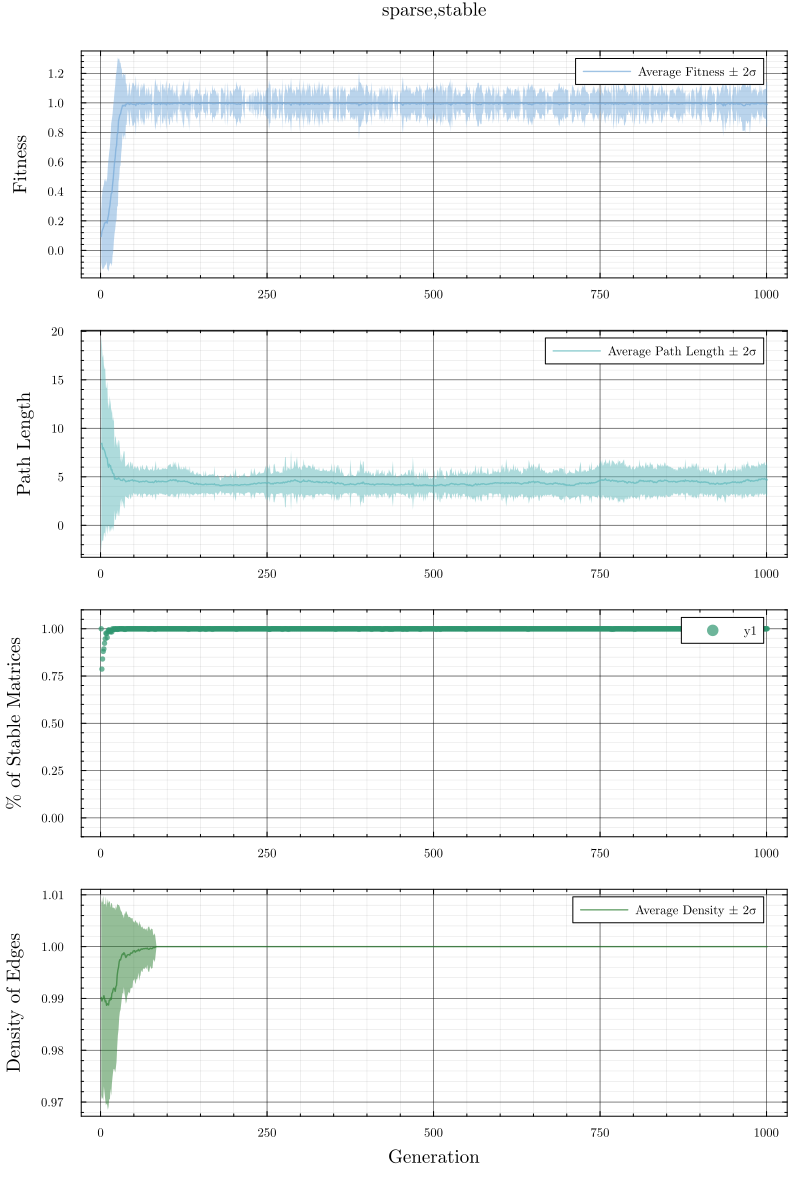 sparse,stable
Average Fitness ± 2σ
Fitness
1.2
1.0
0.8
0.6
0.4
0.2
0.0
0 250 500 750 1000
Average Path Length ± 2σ
Path Length
20
15
10
5
0
0 250 500 750 1000
y1
% of Stable Matrices
1.00
0.75
0.50
0.25
0.00
0 250 500 750 1000
Average Density ± 2σ
Density of Edges
1.01
1.00
0.99
0.98
0.97
0 250 500 750 1000
Generation